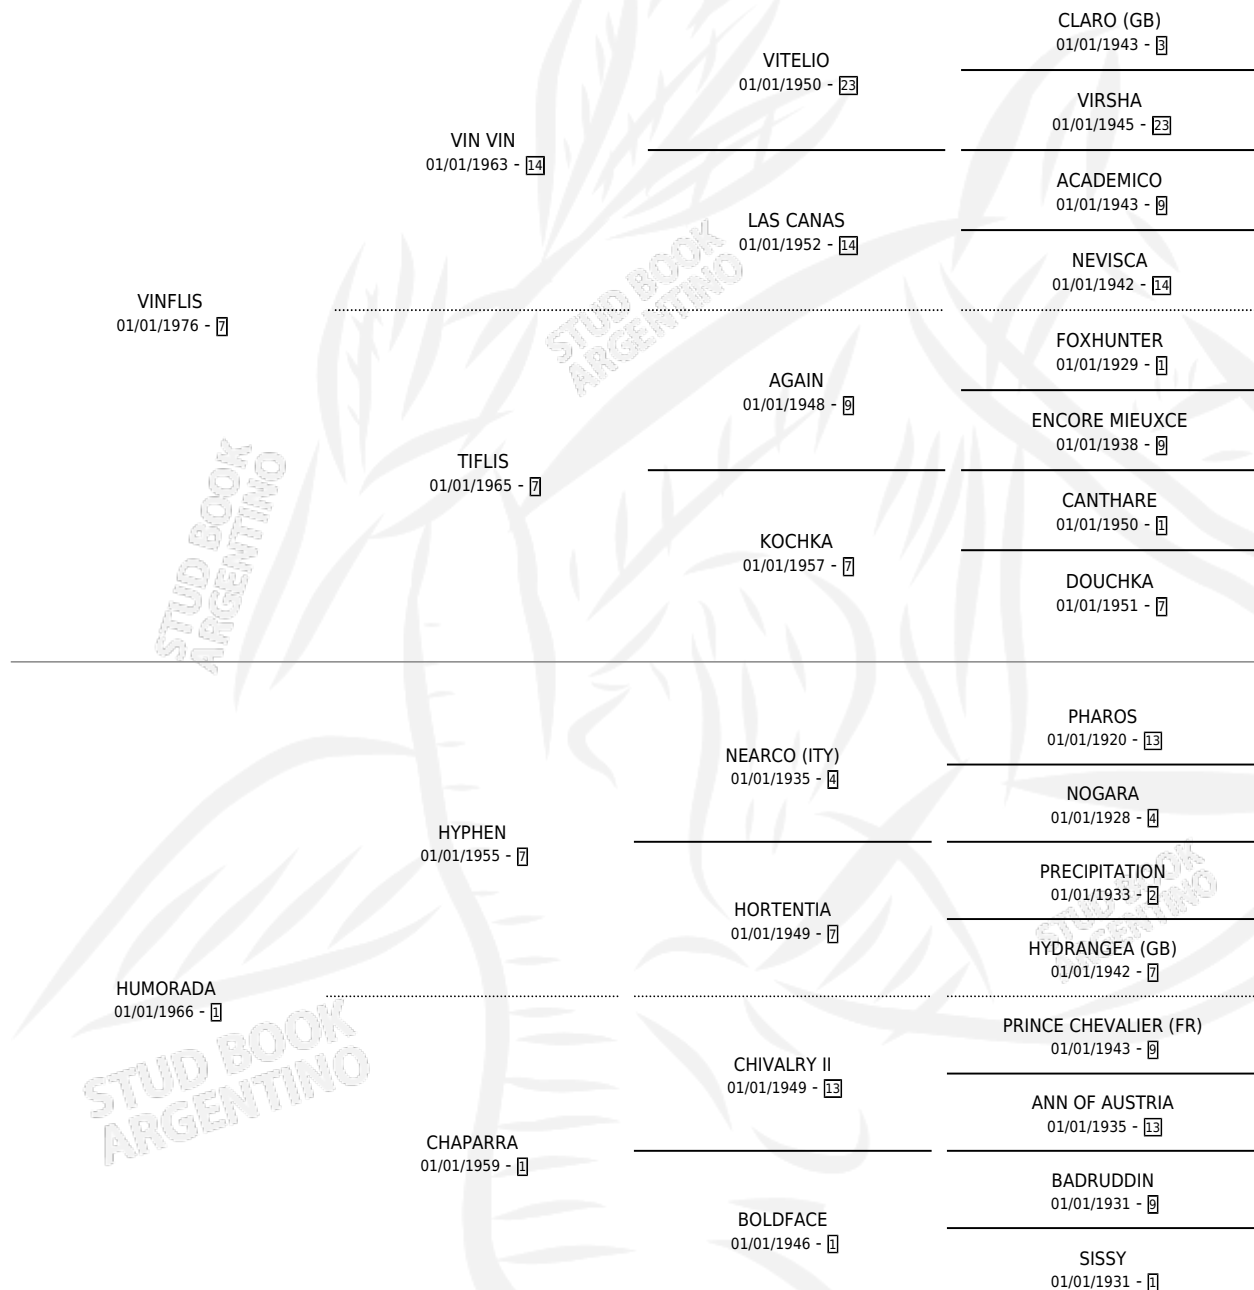 CLARO (GB)
01/01/1943 - 3
VITELIO
01/01/1950 - 23
VIRSHA
01/01/1945 - 23
VIN VIN
01/01/1963 - 14
ACADEMICO
01/01/1943 - 9
LAS CANAS
01/01/1952 - 14
NEVISCA
01/01/1942 - 14
VINFLIS
01/01/1976 - 7
STUD BOOK
ARGENTINO
FOXHUNTER
01/01/1929 - 1
AGAIN
01/01/1948 - 9
ENCORE MIEUXCE
01/01/1938 - 9
TIFLIS
01/01/1965 - 7
CANTHARE
01/01/1950 - 1
KOCHKA
01/01/1957 - 7
DOUCHKA
01/01/1951 - 7
STUD BOOK
ARGENTINO
PHAROS
01/01/1920 - 13
NEARCO (ITY)
01/01/1935 - 4
NOGARA
01/01/1928 - 4
HYPHEN
01/01/1955 - 7
PRECIPITATION
01/01/1933 - 2
HORTENTIA
01/01/1949 - 7
HYDRANGEA (GB)
01/01/1942 - 7
STUD BOOK
ARGENTINO
HUMORADA
01/01/1966 - 1
PRINCE CHEVALIER (FR)
01/01/1943 - 9
CHIVALRY II
01/01/1949 - 13
ANN OF AUSTRIA
01/01/1935 - 13
STUD BOOK
ARGENTINO
CHAPARRA
01/01/1959 - 1
BADRUDDIN
01/01/1931 - 9
BOLDFACE
01/01/1946 - 1
SISSY
01/01/1931 - 1